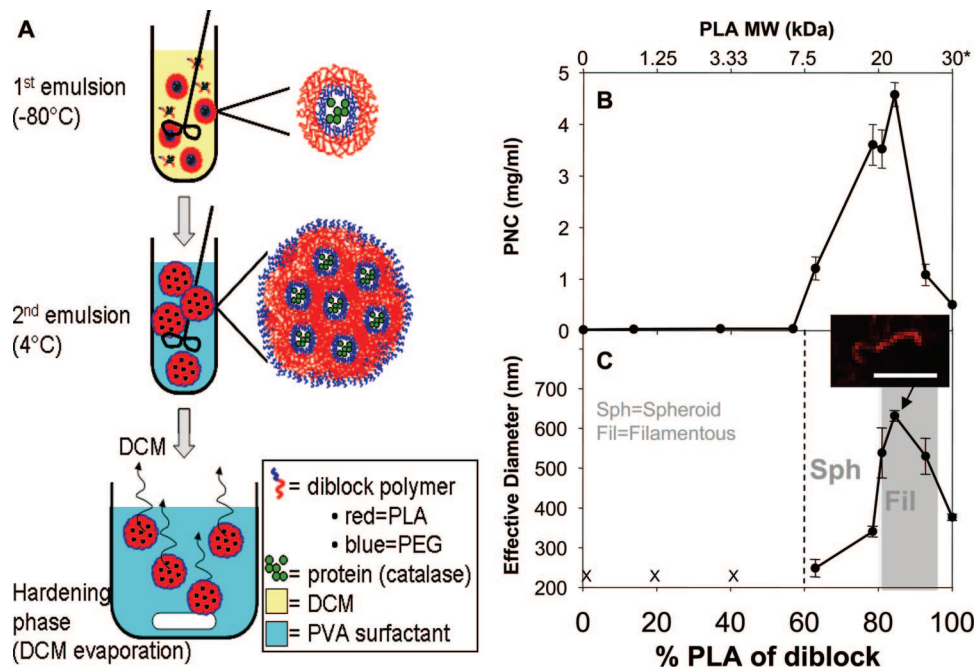 A
1st emulsion
(-80°C)
2nd emulsion
(4°C)
DCM
Hardening
phase
(DCM evaporation)
= diblock polymer
• red=PLA
• blue=PEG
= protein (catalase)
= DCM
= PVA surfactant
PLA MW (kDa)
0 1.25 3.33 7.5 20 30*
B
PNC (mg/ml)
5
4
3
2
1
0
C
Effective Diameter (nm)
700
600
500
400
300
200
Sph=Spheroid
Fil=Filamentous
Sph
Fil
X X X
0 20 40 60 80 100
% PLA of diblock